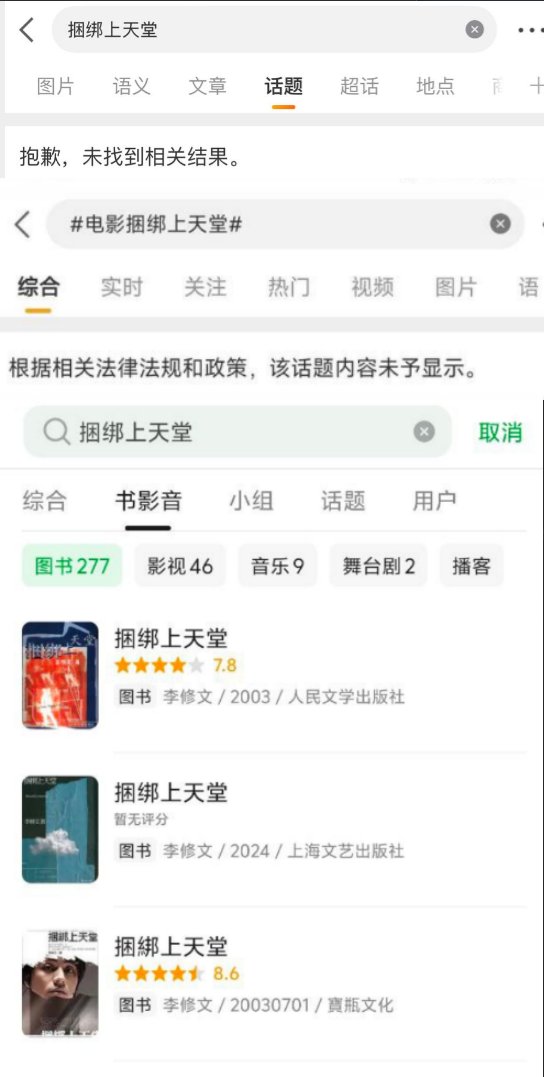 捆绑上天堂
图片 语义 文章 话题 超话 地点
抱歉，未找到相关结果。
#电影捆绑上天堂#
综合 实时 关注 热门 视频 图片 语
根据相关法律法规和政策，该话题内容未予显示。
捆绑上天堂 取消
综合 书影音 小组 话题 用户
图书277 影视46 音乐9 舞台剧2 播客
捆绑上天堂
7.8
图书 李修文 / 2003 / 人民文学出版社
捆绑上天堂
暂无评分
图书 李修文 / 2024 / 上海文艺出版社
捆綁上天堂
8.6
图书 李修文 / 20030701 / 寶瓶文化